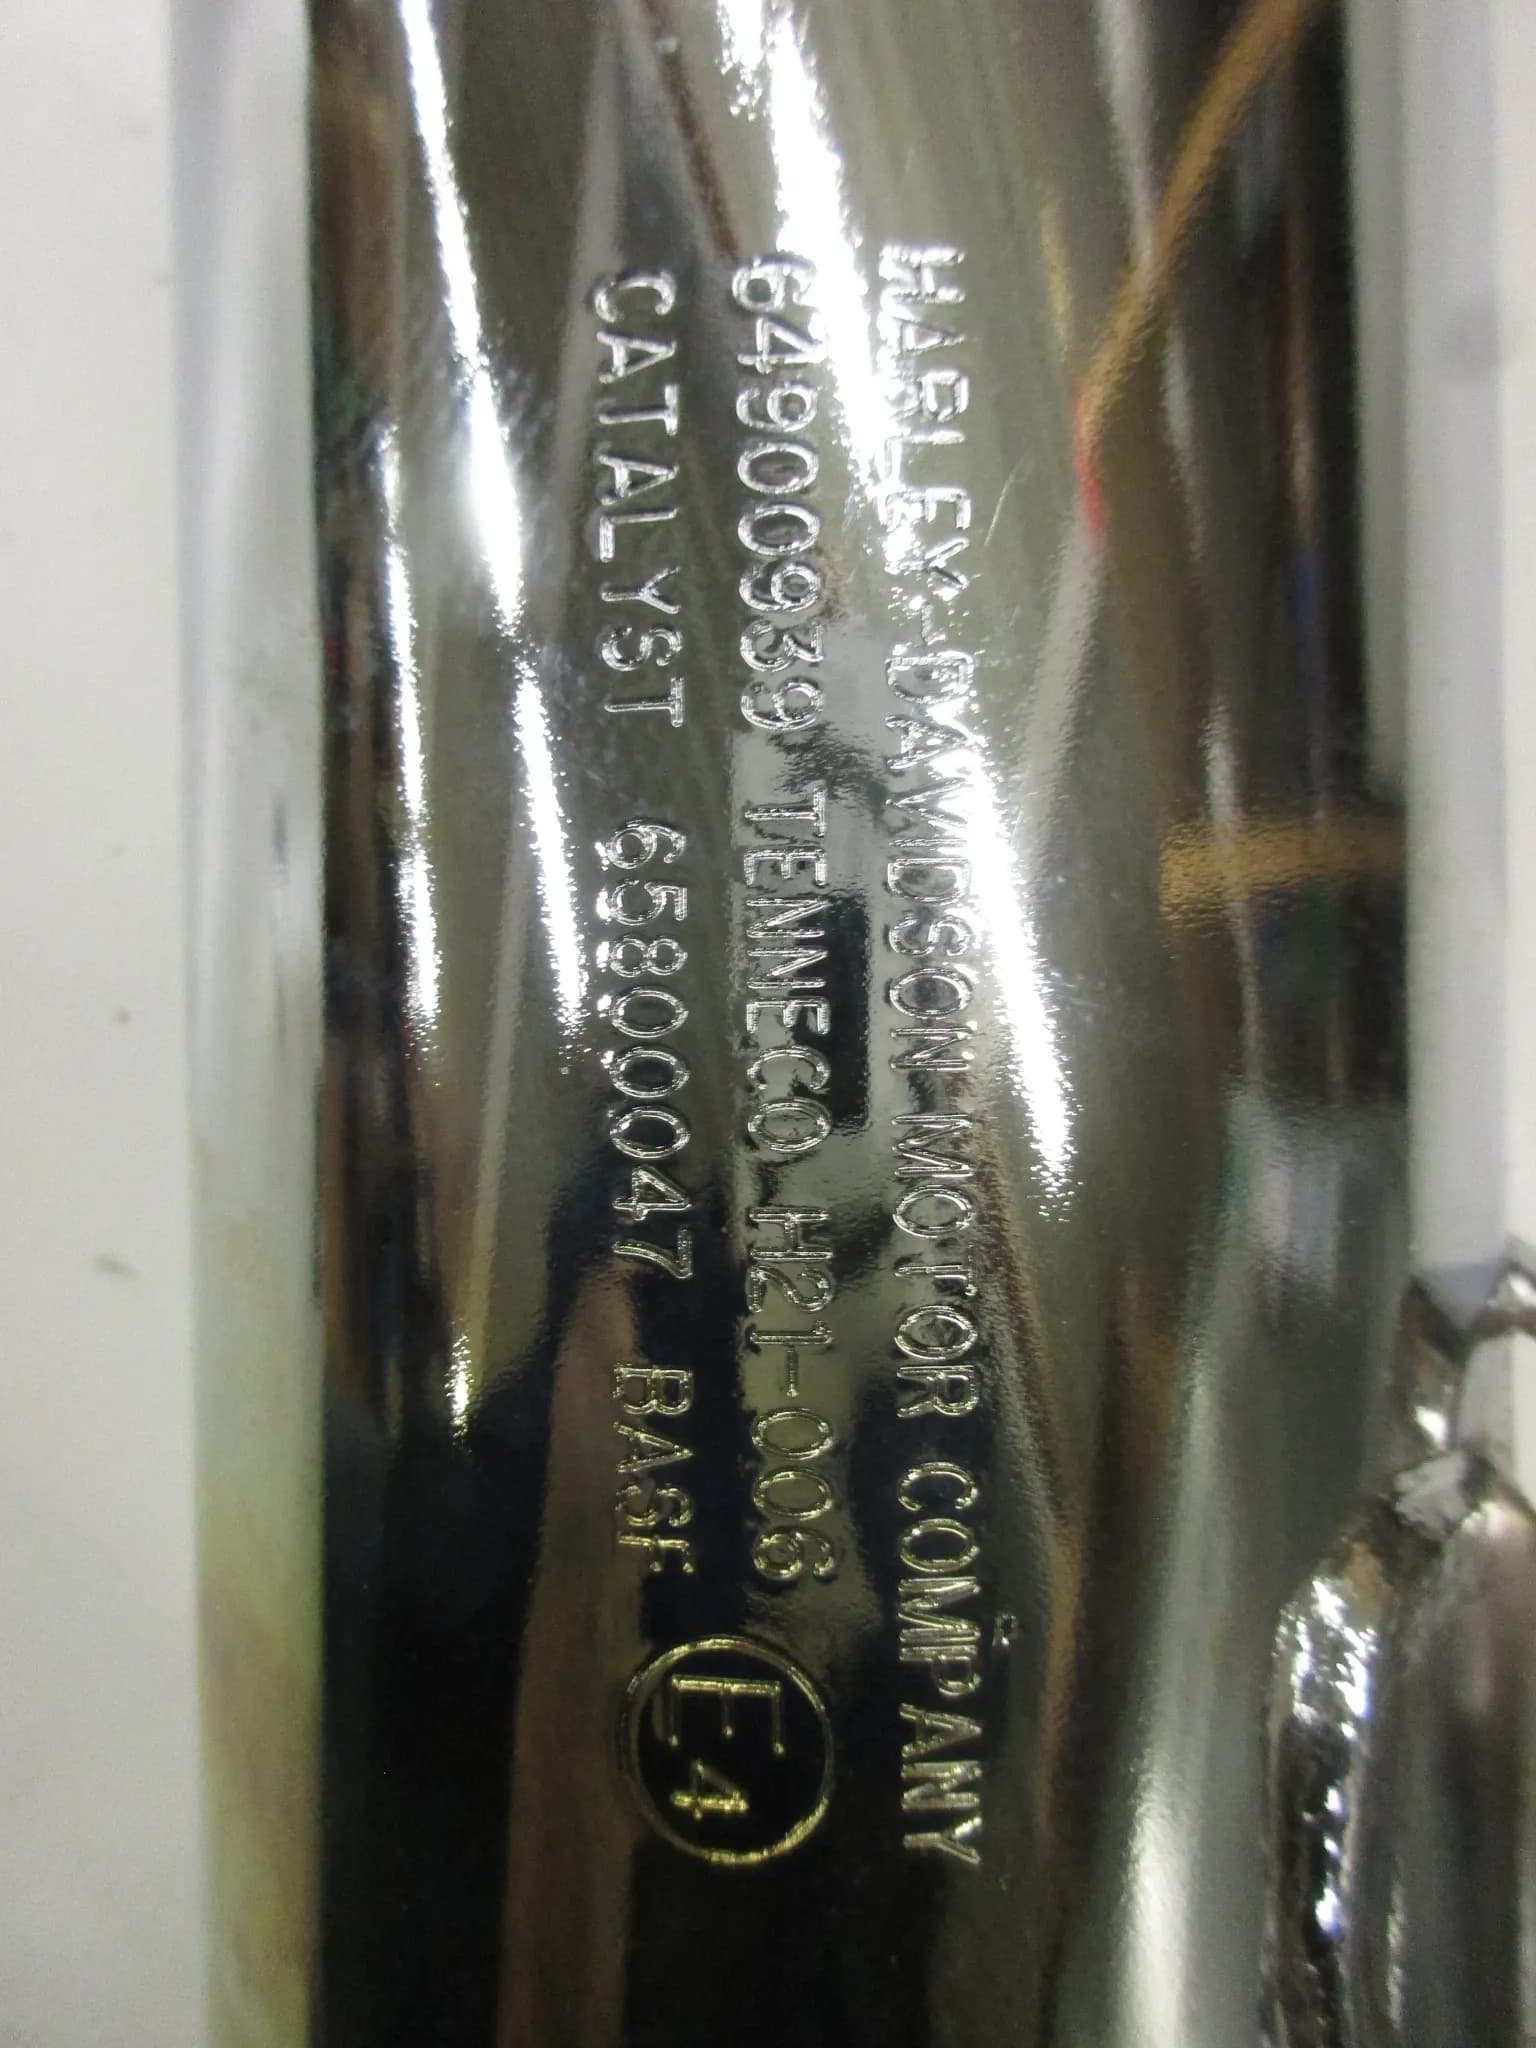 HARLEY-DAVIDSON MOTOR COMPANY
64900939 TENNECO H21-006
CATALYST 65800047 BASF
E4